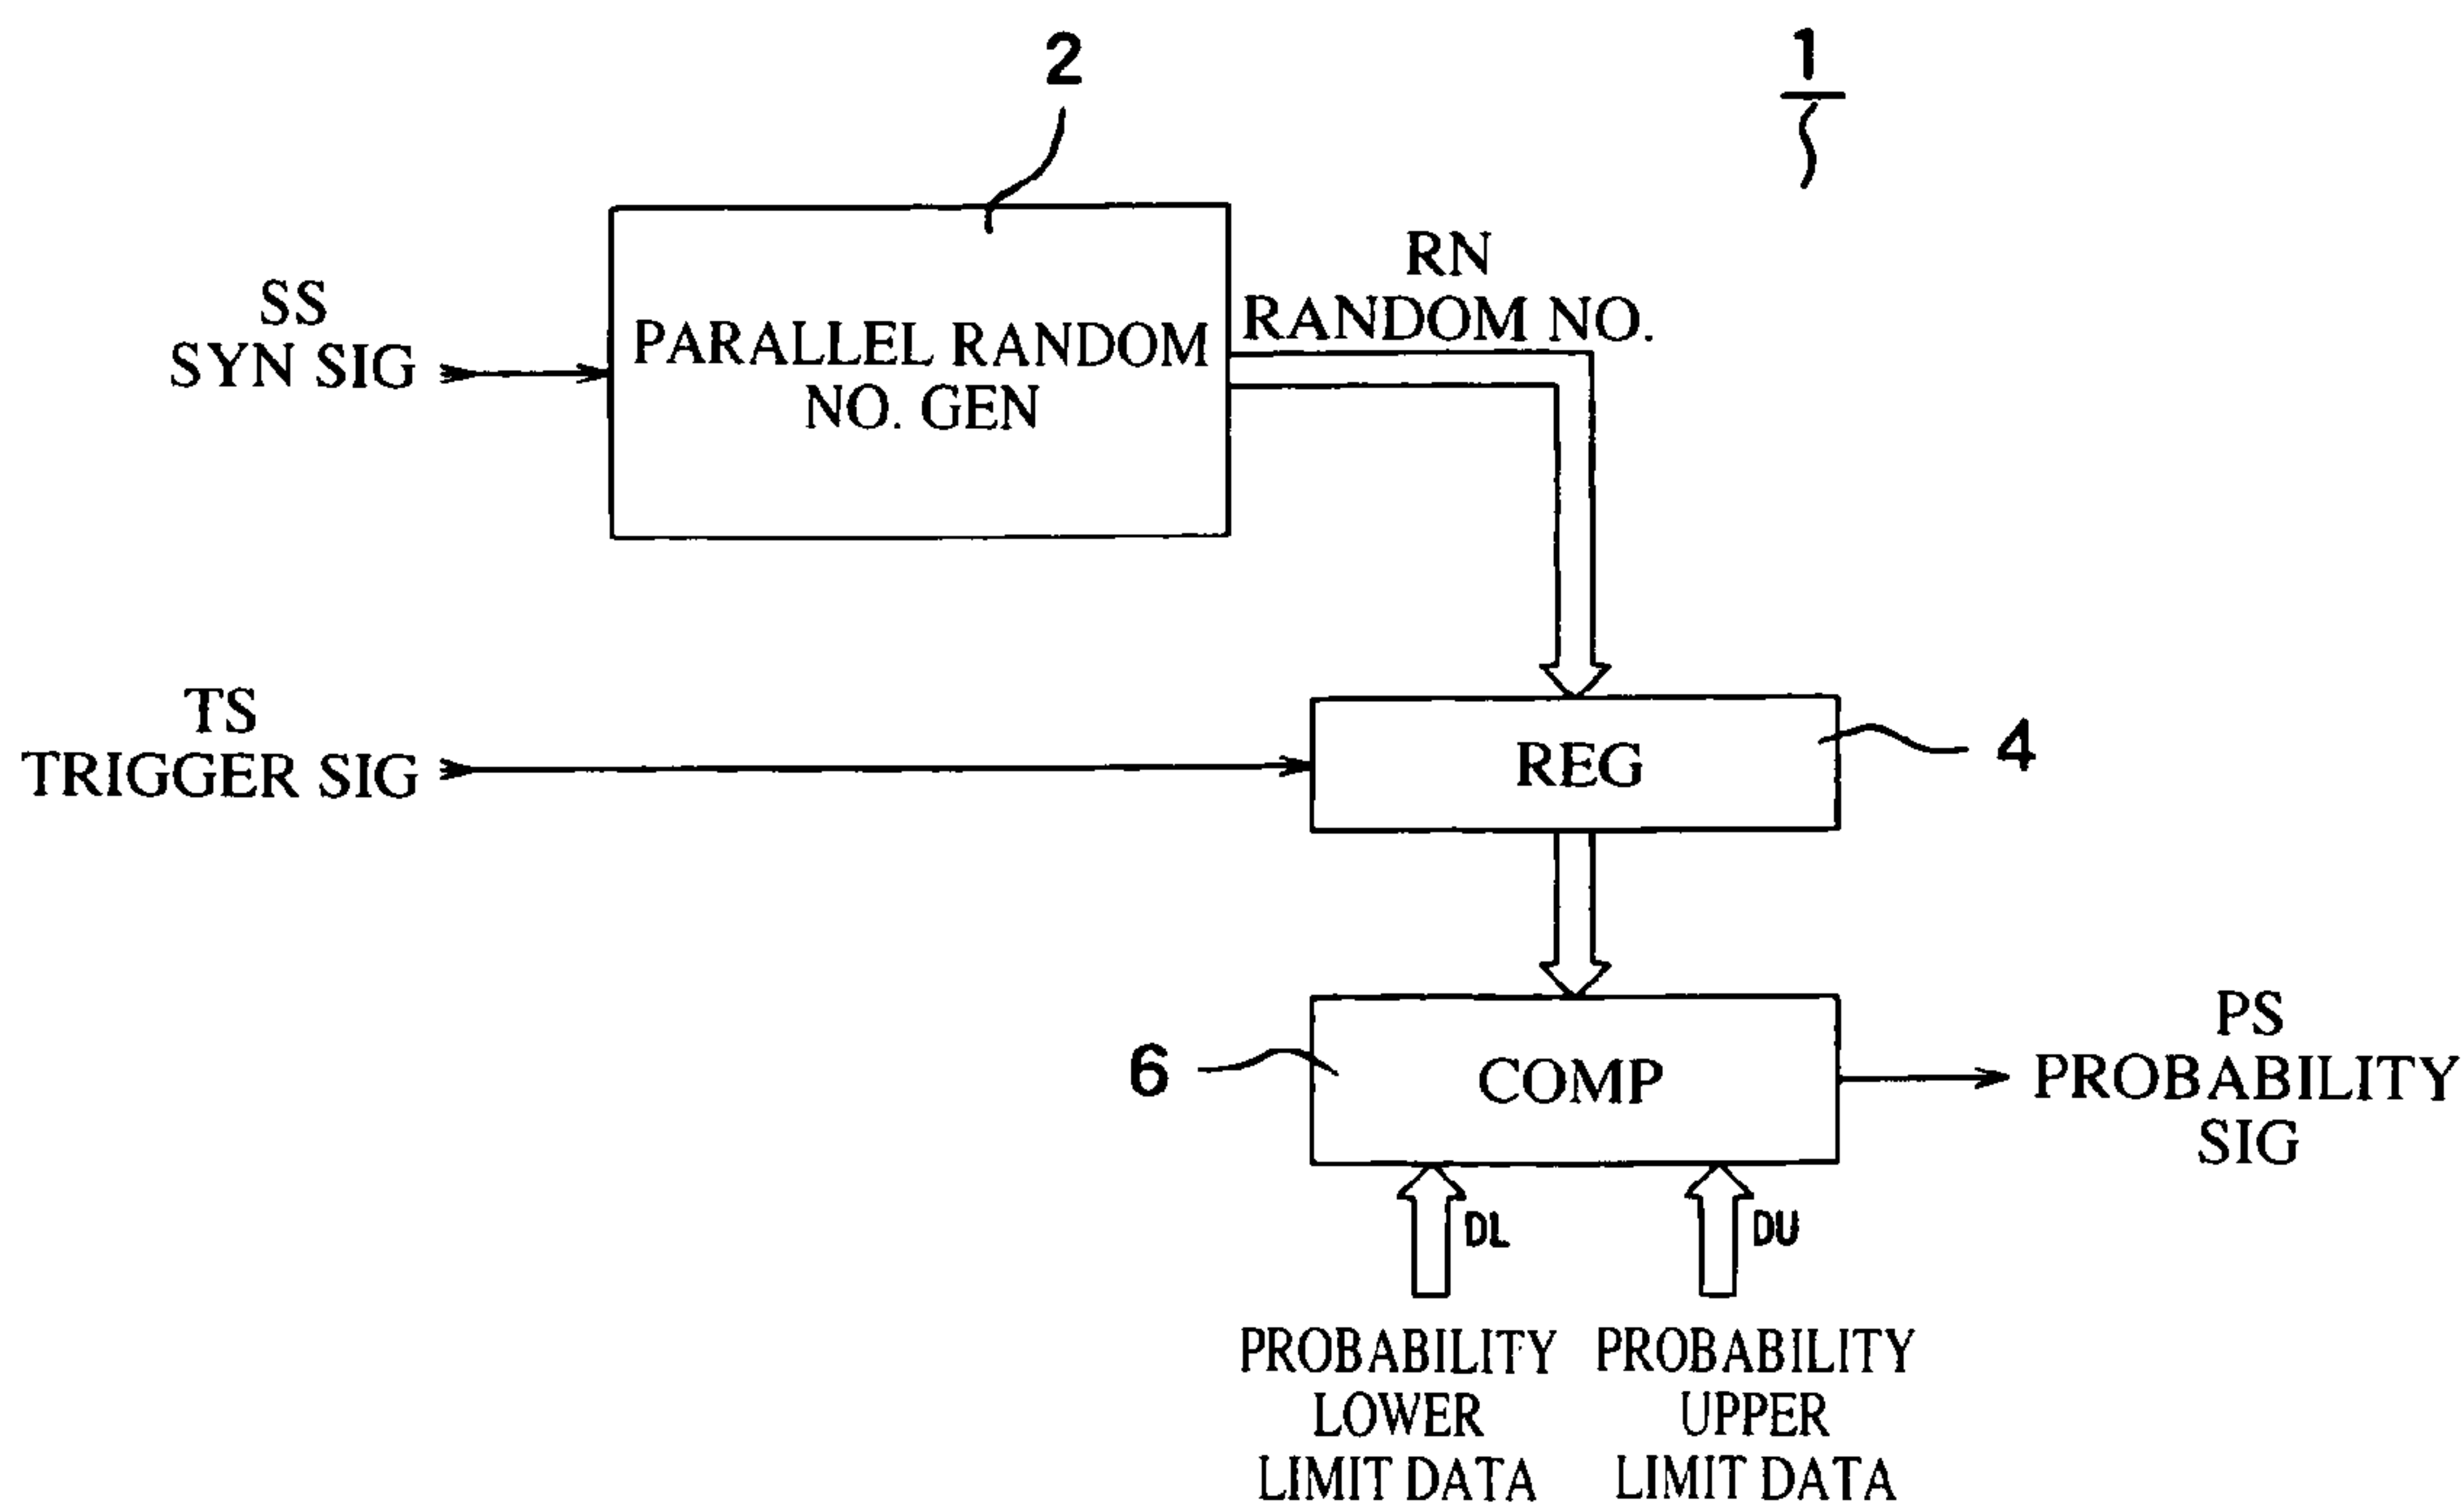 2
1
SS
SYN SIG
PARALLEL RANDOM
NO. GEN
RN
RANDOM NO.
TS
TRIGGER SIG
REG
4
6
COMP
PS
PROBABILITY
SIG
DL
DU
PROBABILITY
LOWER
LIMIT DATA
PROBABILITY
UPPER
LIMIT DATA